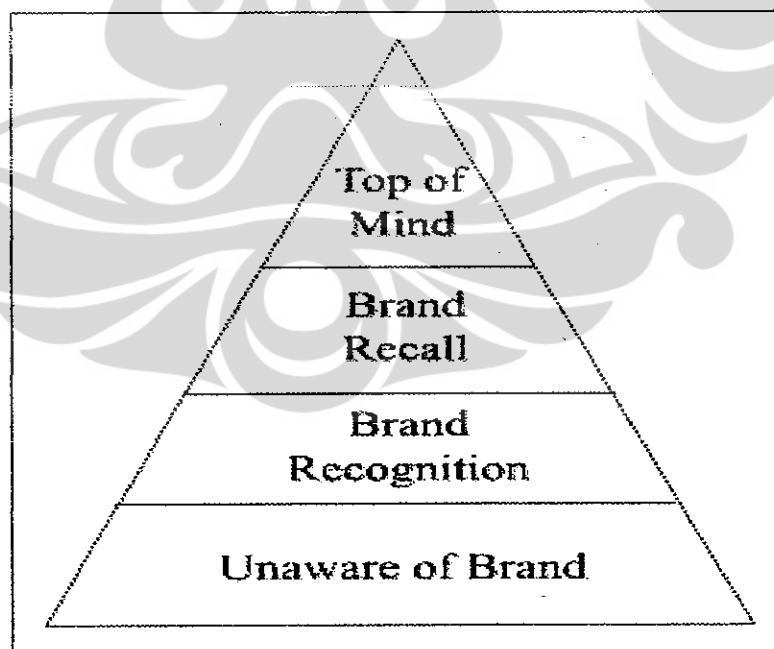 Top of
Mind
Brand
Recall
Brand
Recognition
Unaware of Brand